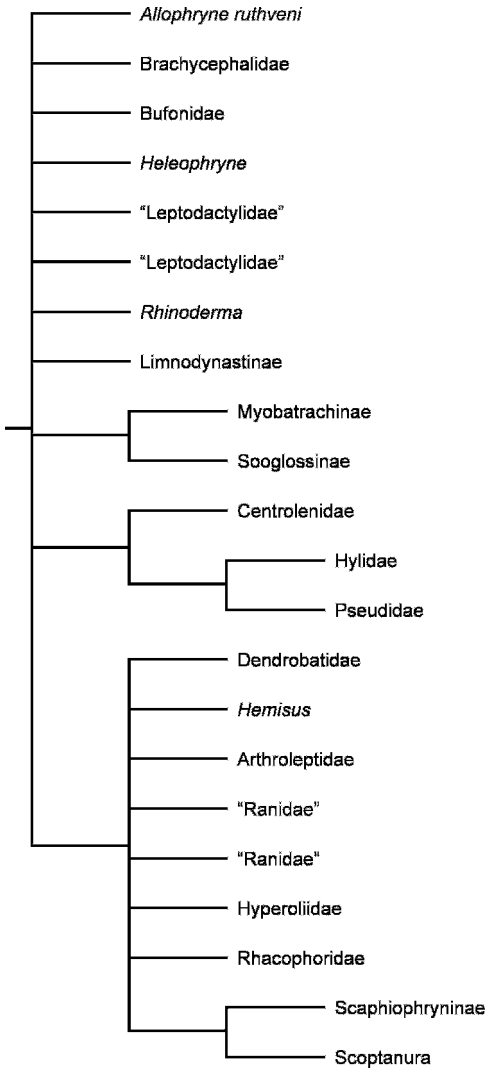 Allophryne ruthveni
Brachycephalidae
Bufonidae
Heleophryne
“Leptodactylidae”
“Leptodactylidae”
Rhinoderma
Limnodynastinae
Myobatrachinae
Sooglossinae
Centrolenidae
Hylidae
Pseudidae
Dendrobatidae
Hemisus
Arthroleptidae
“Ranidae”
“Ranidae“
Hyperoliidae
Rhacophoridae
Scaphiophryninae
Scoptanura